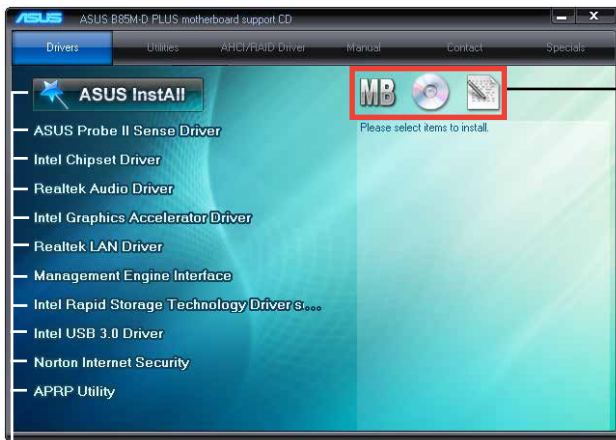 ASUS ASUS B85M-D PLUS motherboard support CD
Drivers Utilities AHCI/RAID Driver Manual Contact Specials
ASUS InstAll
MB
Please select items to install.
ASUS Probe II Sense Driver
Intel Chipset Driver
Realtek Audio Driver
Intel Graphics Accelerator Driver
Realtek LAN Driver
Management Engine Interface
Intel Rapid Storage Technology Driver s....
Intel USB 3.0 Driver
Norton Internet Security
APRP Utility